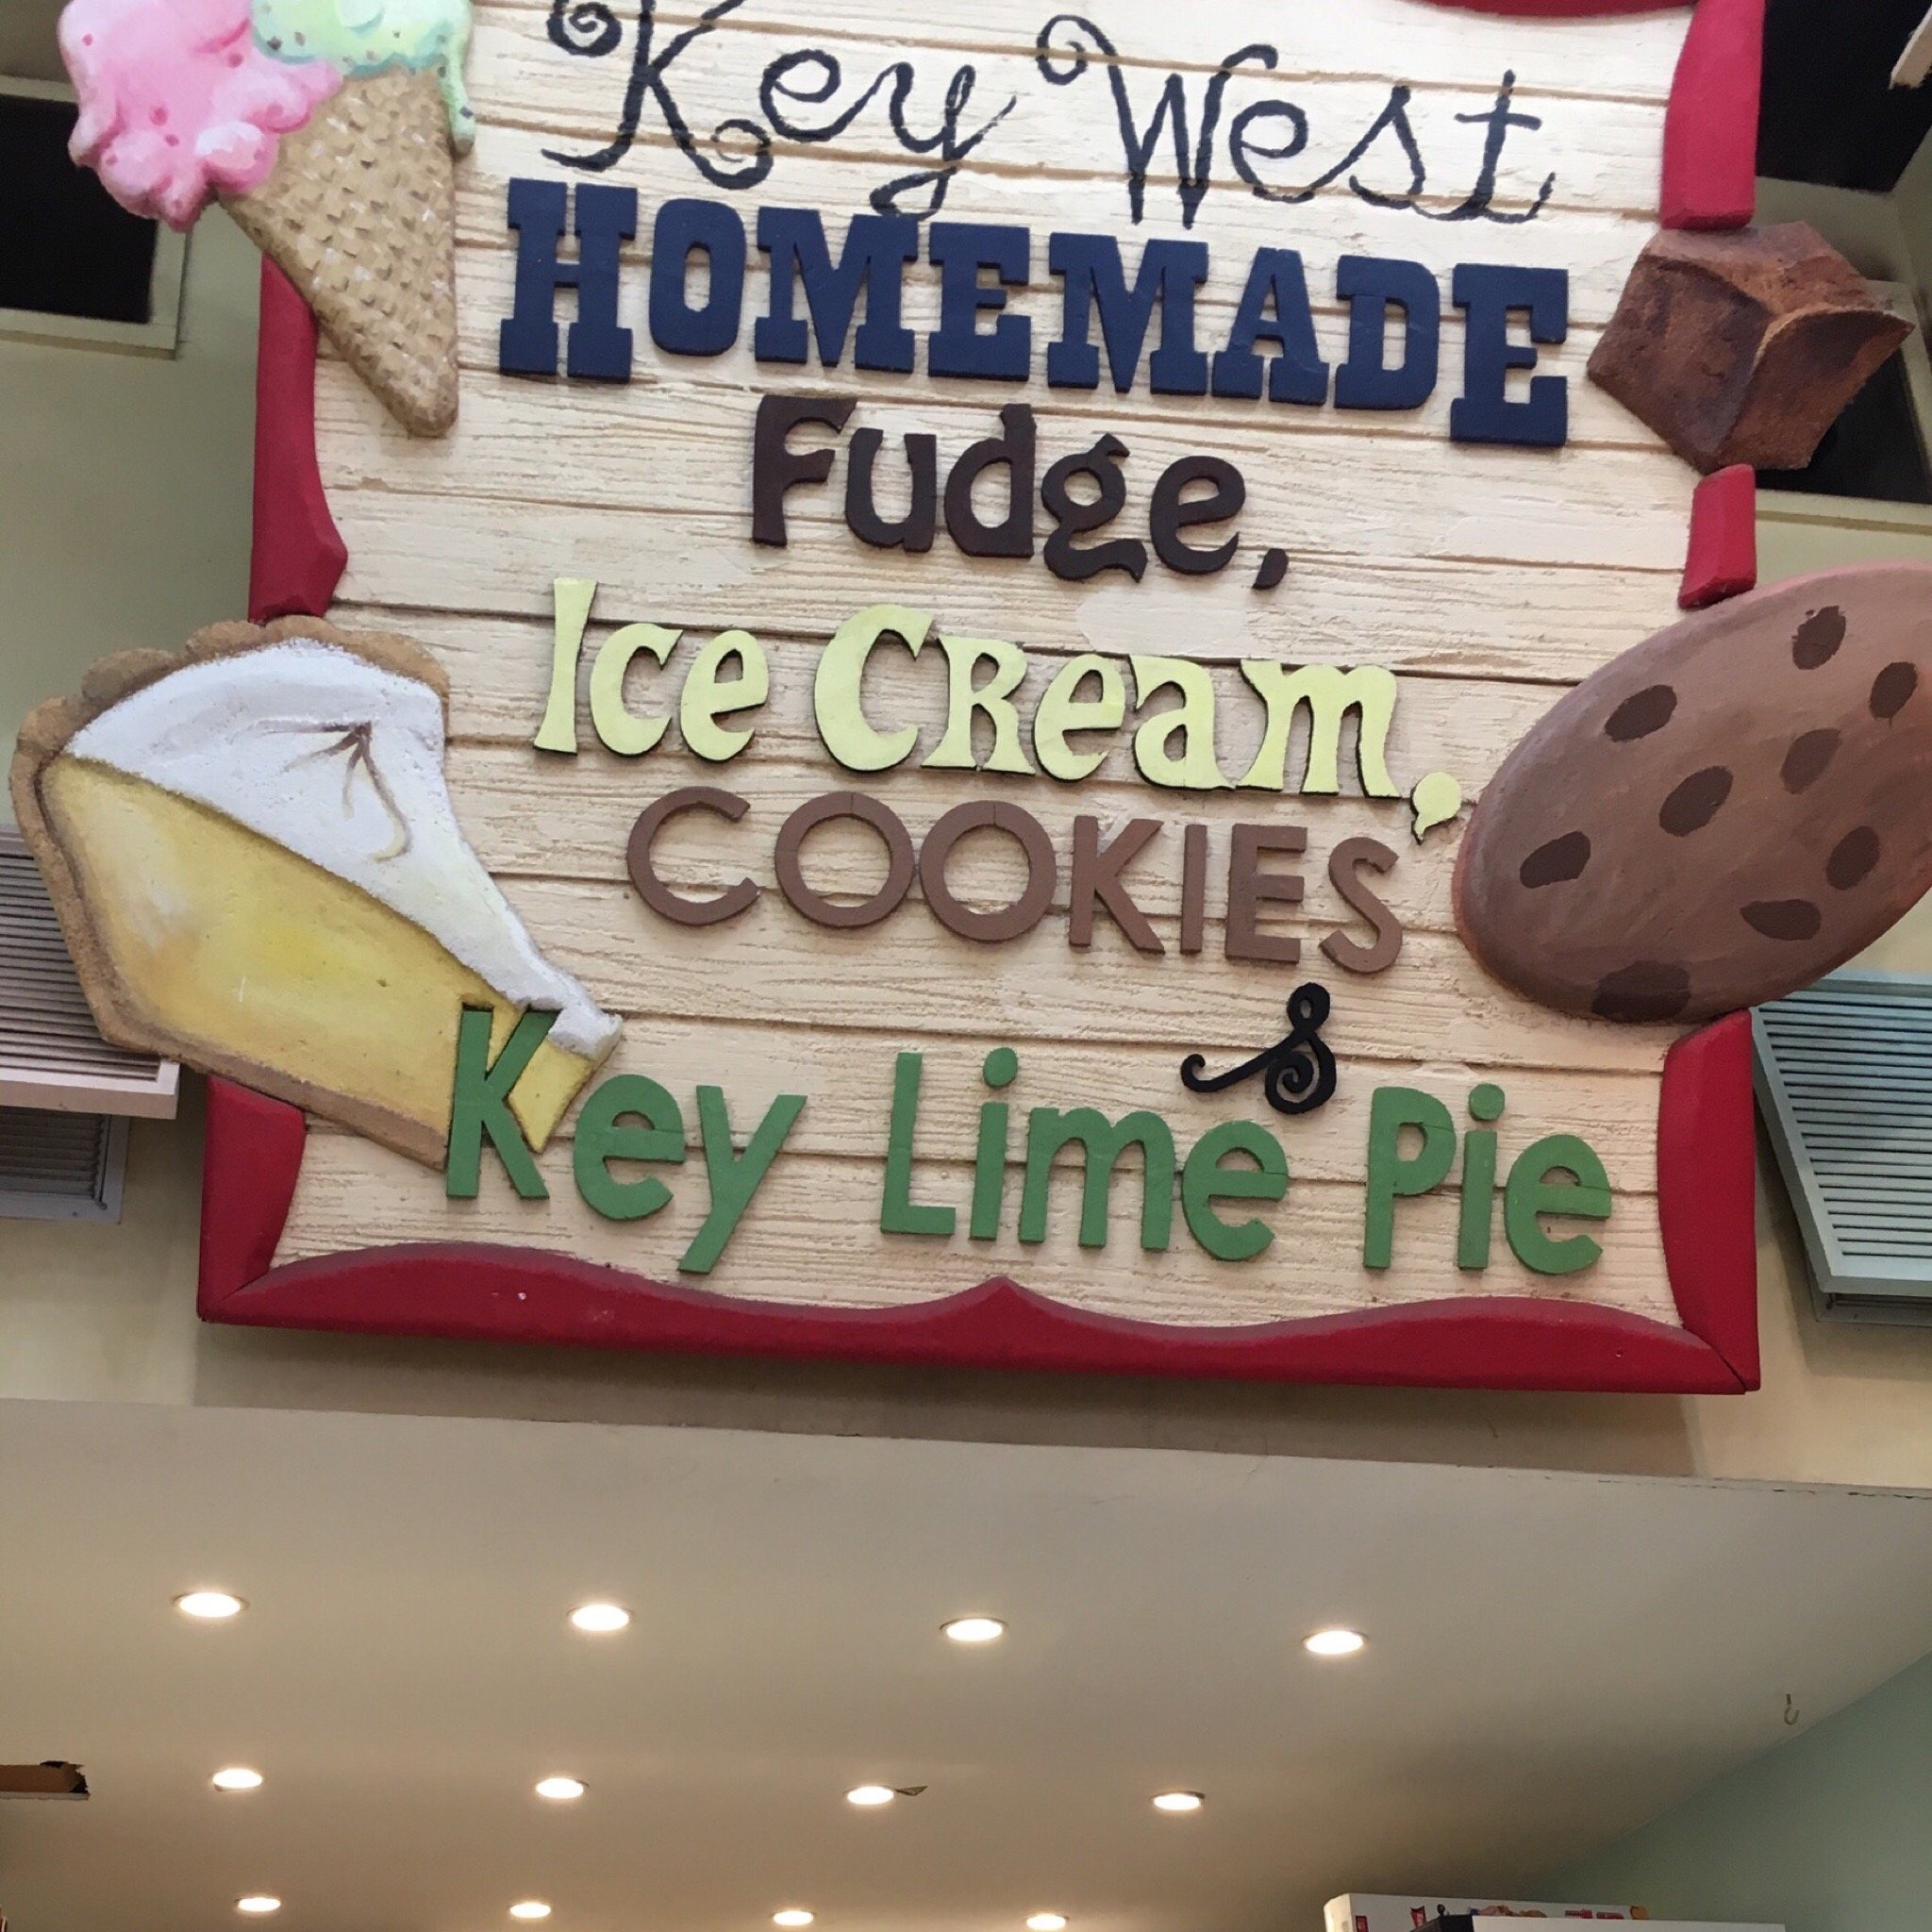 Key West
HOMEMADE
Fudge,
Ice Cream,
COOKIES
&
Key Lime Pie